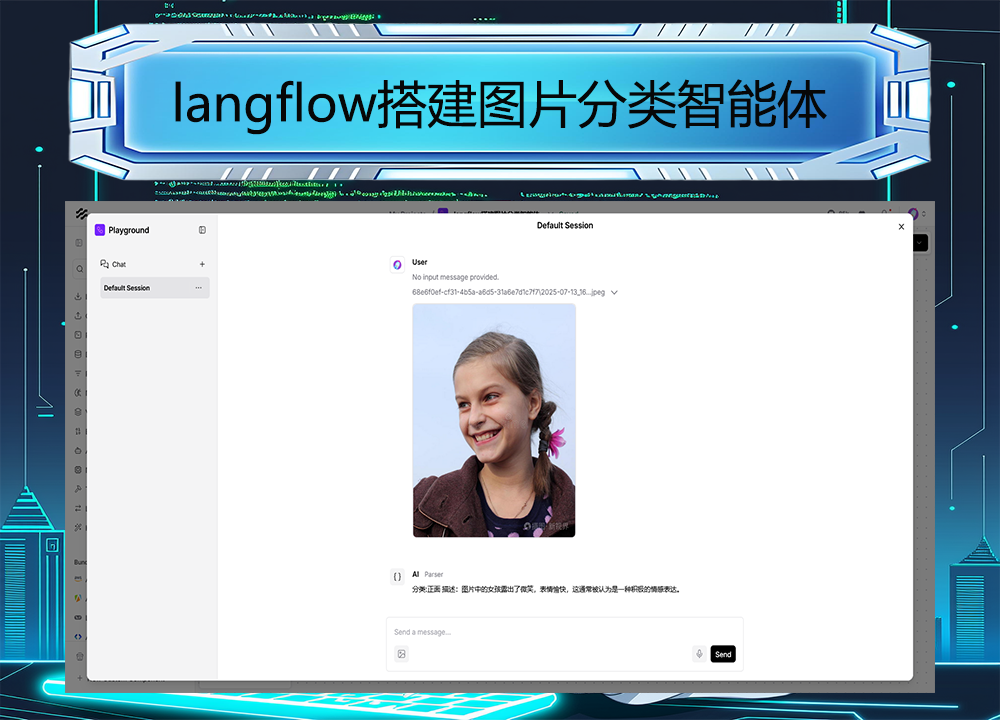 langflow搭建图片分类智能体
Playground
Default Session
Chat
Default Session
User
No input message provided.
68e6f0ef-cf31-4b5a-a6d5-31a6e7d1c7f7\2025-07-13_16...jpeg
AI Parser
分类:正面 描述：图片中的女孩露出了微笑，表情愉快，这通常被认为是一种积极的情感表达。
Send a message...
Send